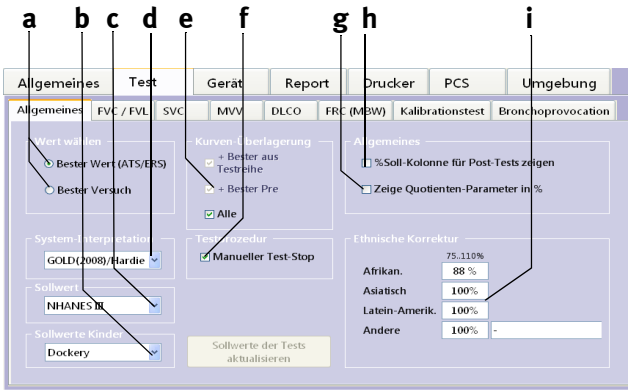 a b c d e f g h i
Allgemeines Test Gerät Report Drucker PCS Umgebung
Allgemeines FVC / FVL SVC MVV DLCO FRC (MBW) Kalibrationstest Bronchoprovocation
Wert wählen
Bester Wert (ATS/ERS)
Bester Versuch
Kurven-Überlagerung
+ Bester aus
Testreihe
+ Bester Pre
Alle
Allgemeines
%Soll-Kolonne für Post-Tests zeigen
Zeige Quotienten-Parameter in %
System-Interpretation
GOLD(2008)/Hardie
Testprozedur
Manueller Test-Stop
Ethnische Korrektur
75..110%
Afrikan. 88 %
Asiatisch 100%
Latein-Amerik. 100%
Andere 100% -
Sollwert
NHANES III
Sollwerte Kinder
Dockery
Sollwerte der Tests
aktualisieren